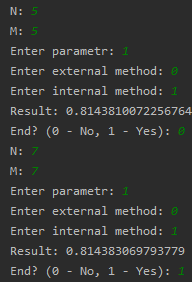 N: 5
M: 5
Enter parametr: 1
Enter external method: 0
Enter internal method: 1
Result: 0.8143810072256764
End? (0 - No, 1 - Yes): 0
N: 7
M: 7
Enter parametr: 1
Enter external method: 0
Enter internal method: 1
Result: 0.814383069793779
End? (0 - No, 1 - Yes): 1